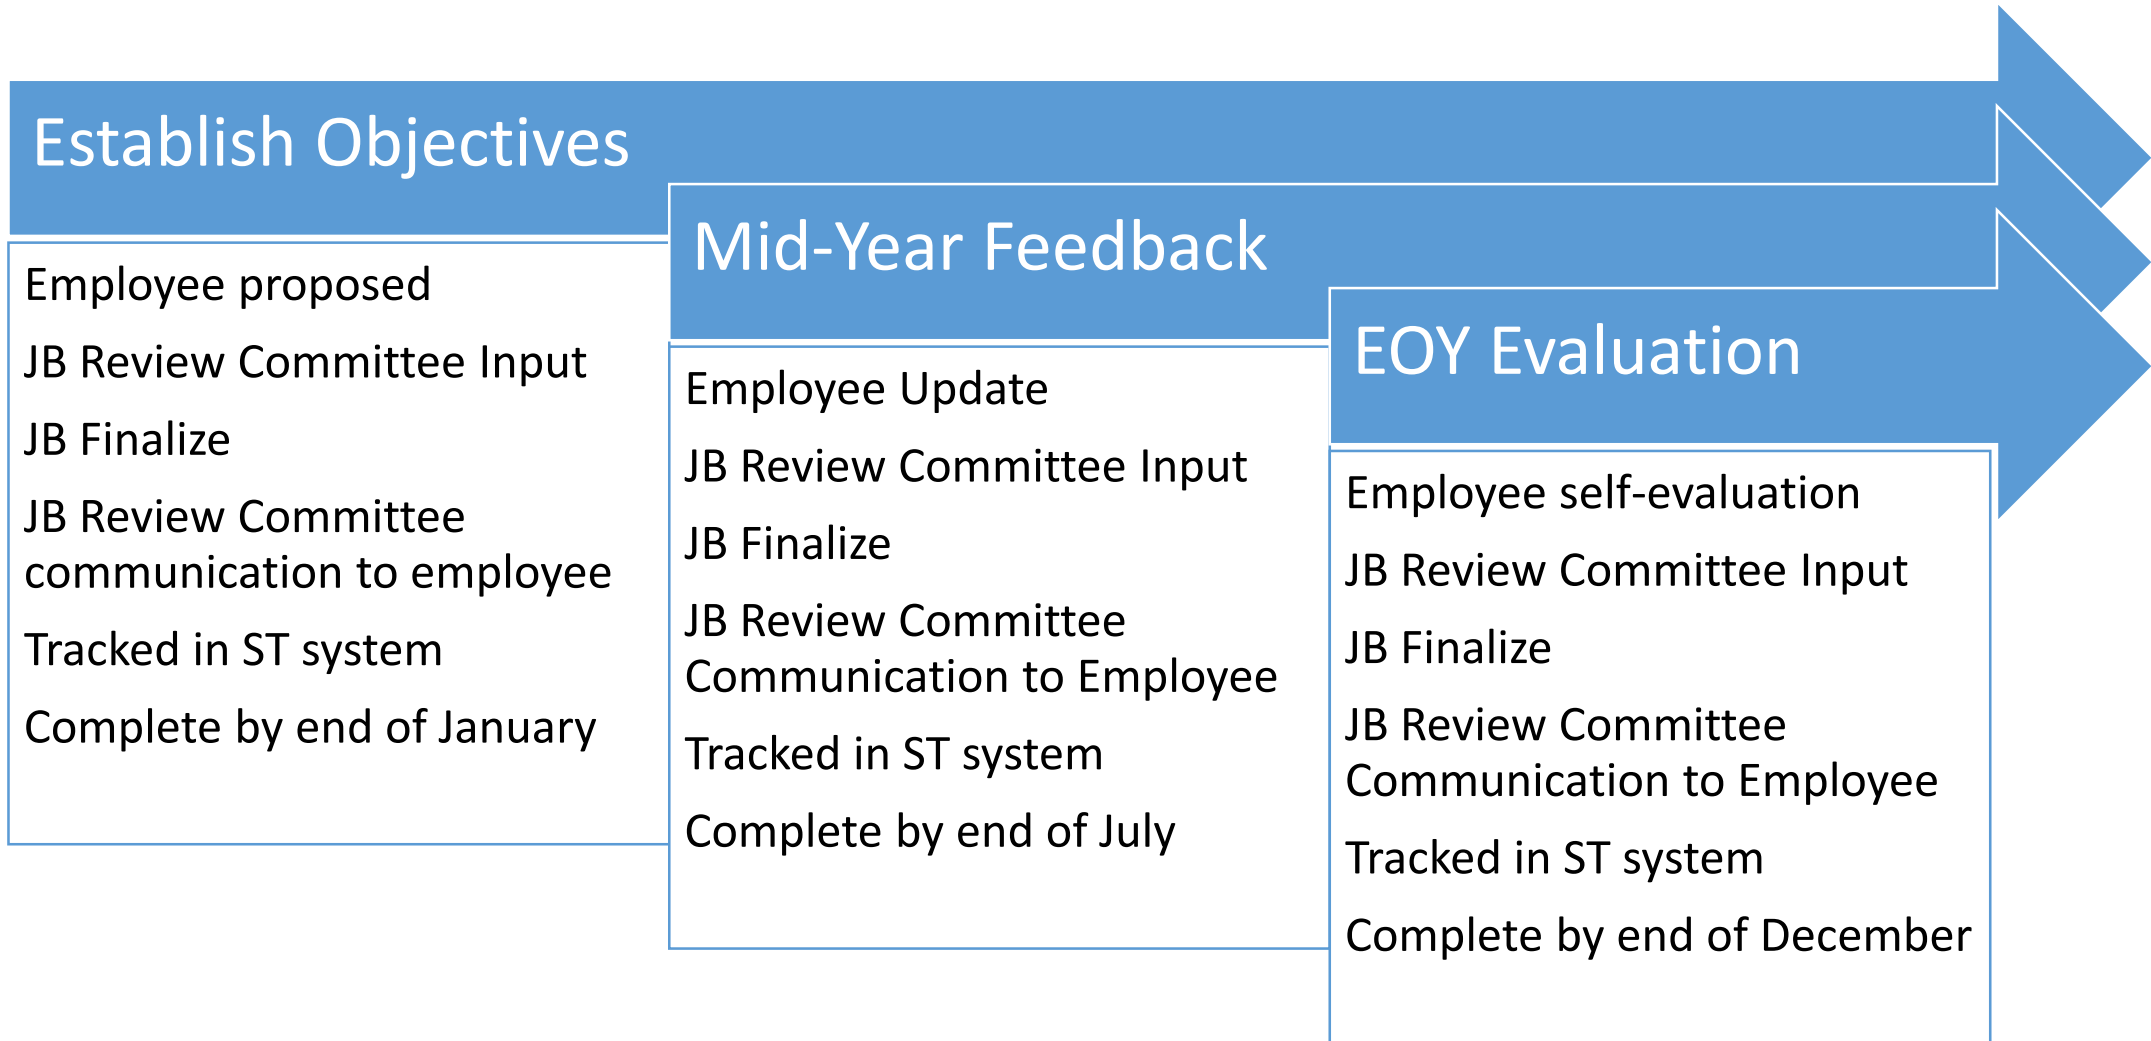 Establish Objectives
Employee proposed
JB Review Committee Input
JB Finalize
JB Review Committee
communication to employee
Tracked in ST system
Complete by end of January
Mid-Year Feedback
Employee Update
JB Review Committee Input
JB Finalize
JB Review Committee
Communication to Employee
Tracked in ST system
Complete by end of July
EOY Evaluation
Employee self-evaluation
JB Review Committee Input
JB Finalize
JB Review Committee
Communication to Employee
Tracked in ST system
Complete by end of December